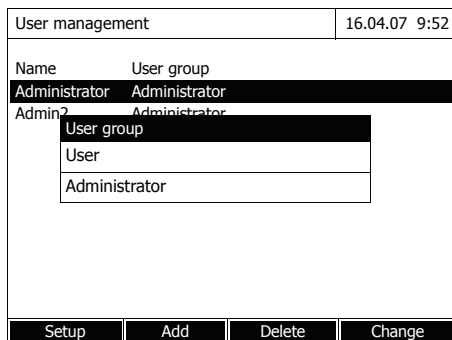 User management 16.04.07 9:52
Name User group
Administrator Administrator
Admin2 Administrator
User group
User
Administrator
Setup Add Delete Change